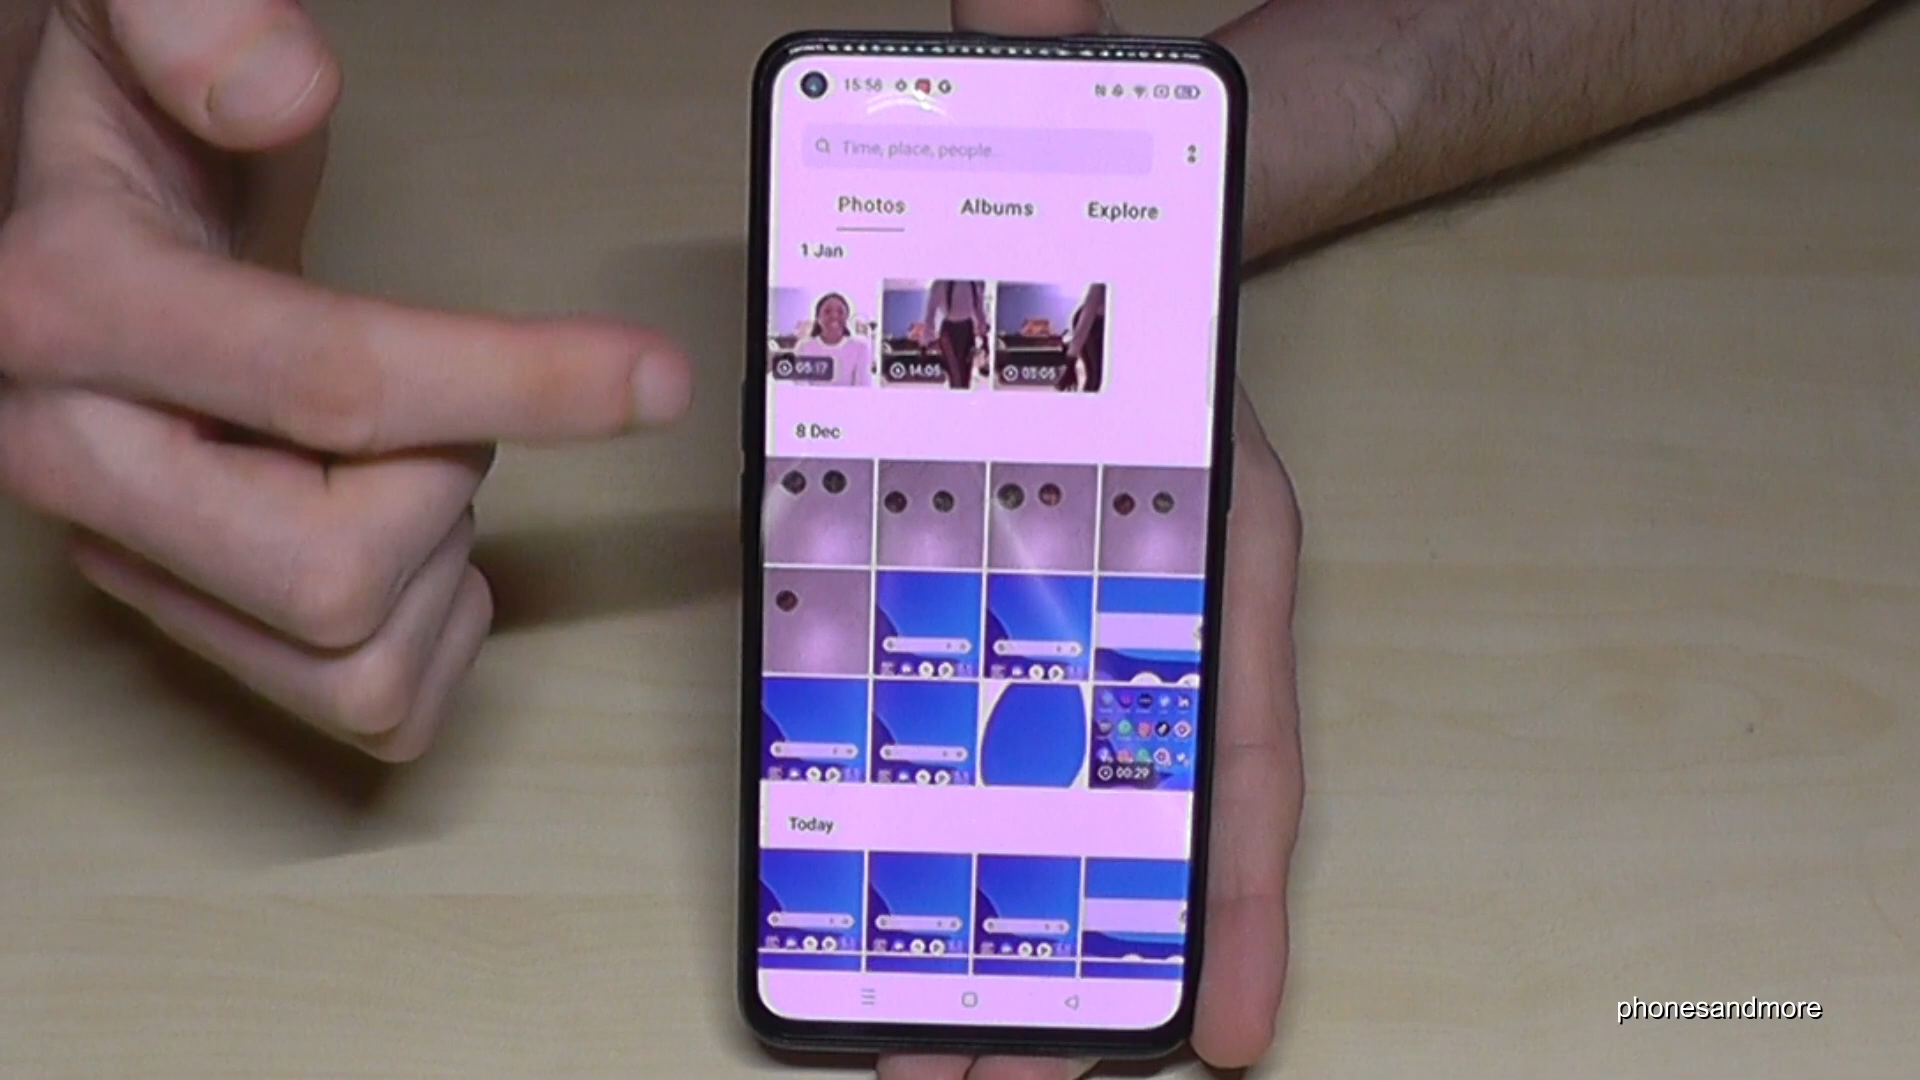 15:58
Time, place, people...
Photos Albums Explore
1 Jan
05:17 14:05 03:05
8 Dec
00:29
Today
phonesandmore